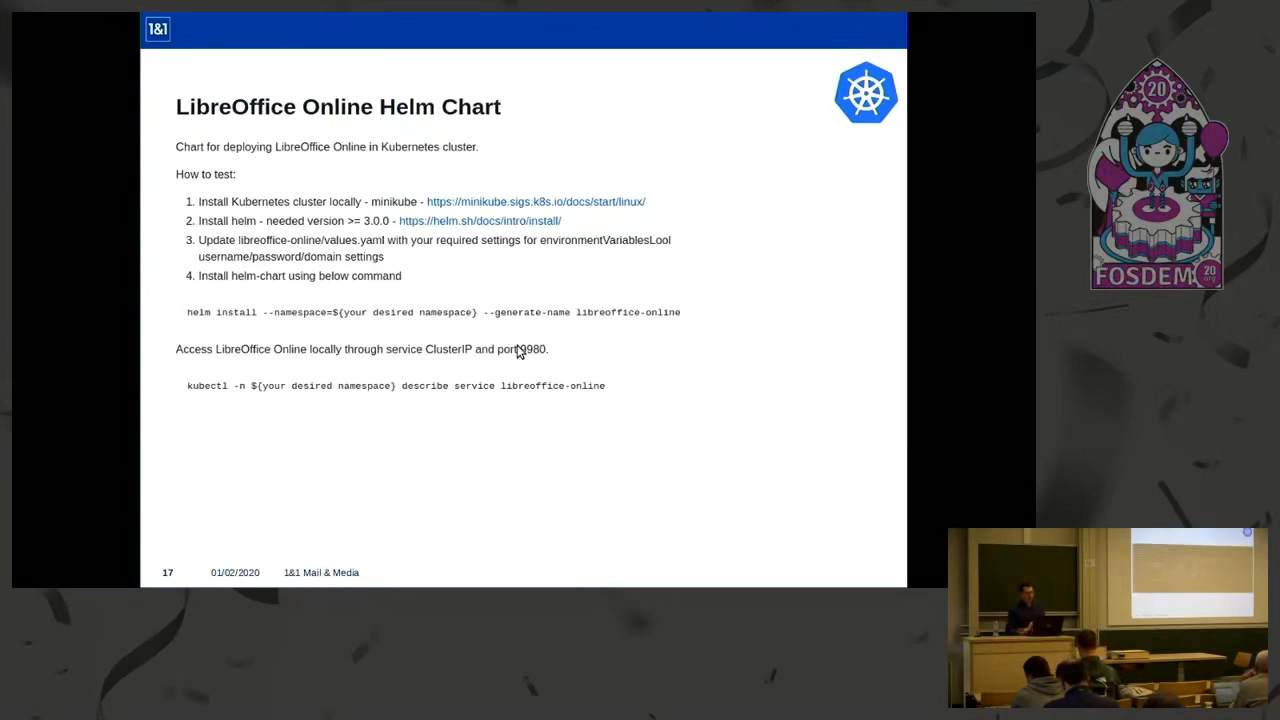 1&1
LibreOffice Online Helm Chart
Chart for deploying LibreOffice Online in Kubernetes cluster.
How to test:
1. Install Kubernetes cluster locally - minikube - https://minikube.sigs.k8s.io/docs/start/linux/
2. Install helm - needed version >= 3.0.0 - https://helm.sh/docs/intro/install/
3. Update libreoffice-online/values.yaml with your required settings for environmentVariablesLool
username/password/domain settings
4. Install helm-chart using below command
helm install --namespace=${your desired namespace} --generate-name libreoffice-online
Access LibreOffice Online locally through service ClusterIP and port 9980.
kubectl -n ${your desired namespace} describe service libreoffice-online
17 01/02/2020 1&1 Mail & Media
20
FOSDEM
20
.org